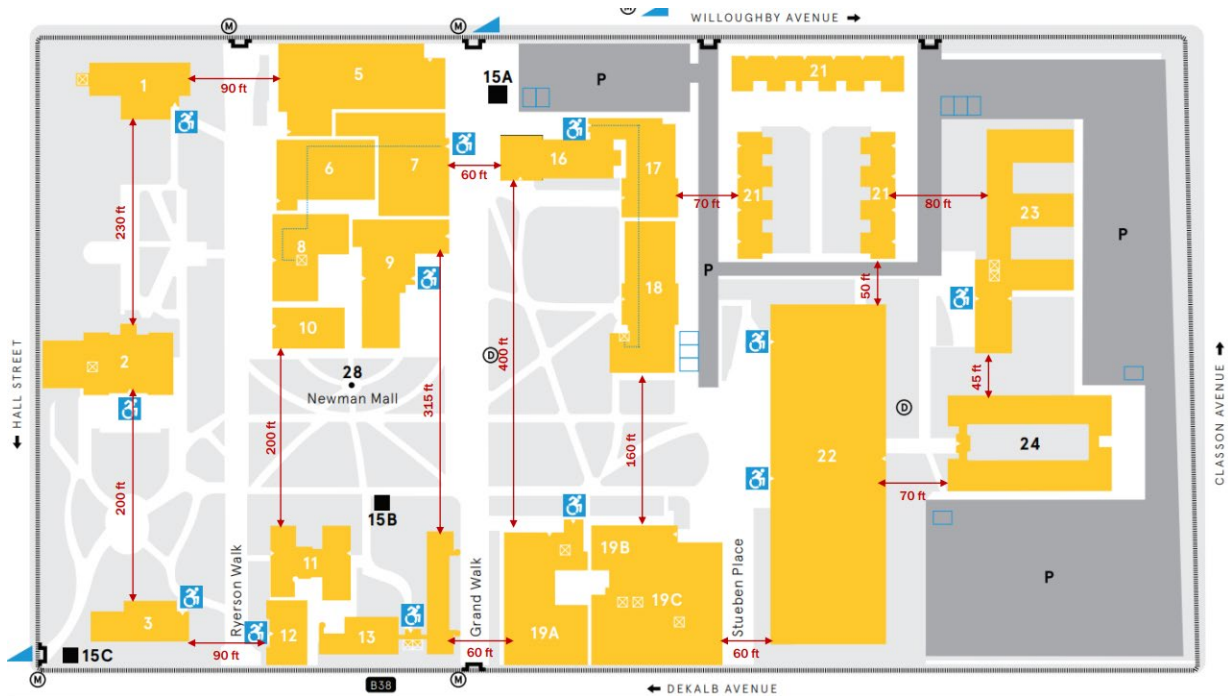 M
M
M
WILLOUGHBY AVENUE →
1
90 ft
5
15A
P
21
6
7
60 ft
16
17
70 ft
21
21
80 ft
23
P
230 ft
8
9
18
P
50 ft
10
2
28
Newman Mall
D
400 ft
315 ft
45 ft
← HALL STREET
CLASSON AVENUE →
200 ft
200 ft
160 ft
D
22
24
70 ft
15B
11
19B
19C
19A
Ryerson Walk
Grand Walk
Stueben Place
P
3
12
13
90 ft
60 ft
60 ft
15C
M
B38
M
← DEKALB AVENUE